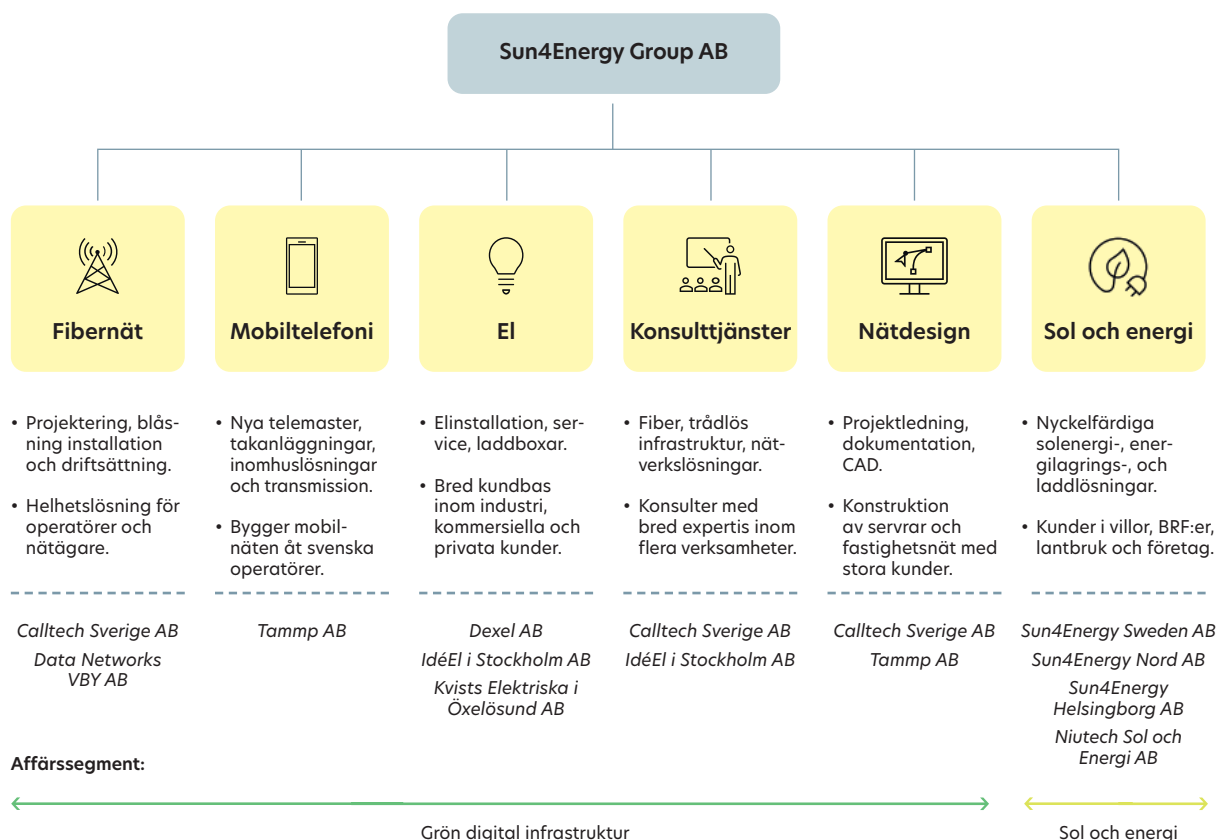 Sun4Energy Group AB
Fibernät
Mobiltelefoni
El
Konsulttjänster
Nätdesign
Sol och energi
• Projektering, blås-
ning installation
och driftsättning.
• Helhetslösning för
operatörer och
nätägare.
• Nya telemaster,
takanläggningar,
inomhuslösningar
och transmission.
• Bygger mobil-
näten åt svenska
operatörer.
• Elinstallation, ser-
vice, laddboxar.
• Bred kundbas
inom industri,
kommersiella och
privata kunder.
• Fiber, trådlös
infrastruktur, nät-
verkslösningar.
• Konsulter med
bred expertis inom
flera verksamheter.
• Projektledning,
dokumentation,
CAD.
• Konstruktion
av servrar och
fastighetsnät med
stora kunder.
• Nyckelfärdiga
solenergi-, ener-
gilagrings-, och
laddlösningar.
• Kunder i villor, BRF:er,
lantbruk och företag.
Calltech Sverige AB
Data Networks
VBY AB
Tammp AB
Dexel AB
IdéEl i Stockholm AB
Kvists Elektriska i
Öxelösund AB
Calltech Sverige AB
IdéEl i Stockholm AB
Calltech Sverige AB
Tammp AB
Sun4Energy Sweden AB
Sun4Energy Nord AB
Sun4Energy
Helsingborg AB
Niutech Sol och
Energi AB
Affärssegment:
Grön digital infrastruktur
Sol och energi